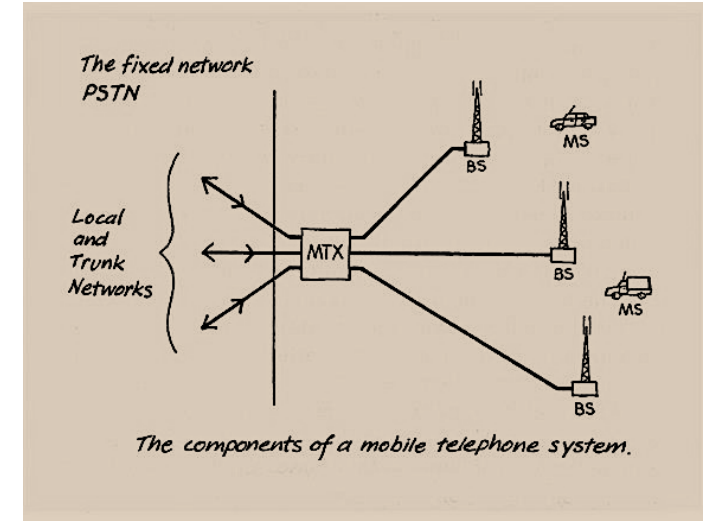 The fixed network
PSTN
Local
and
Trunk
Networks
MTX
BS
MS
BS
MS
BS
The components of a mobile telephone system.